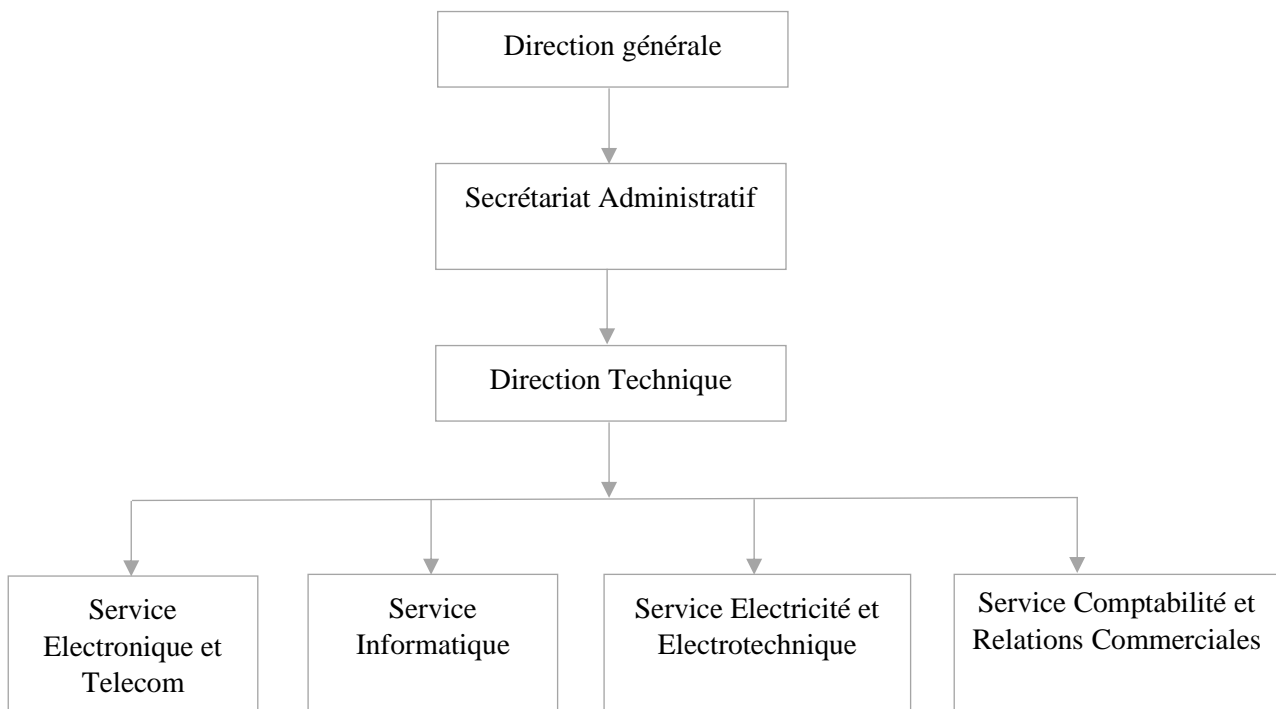 Direction générale
Secrétariat Administratif
Direction Technique
Service
Electronique et
Telecom
Service
Informatique
Service Electricité et
Electrotechnique
Service Comptabilité et
Relations Commerciales